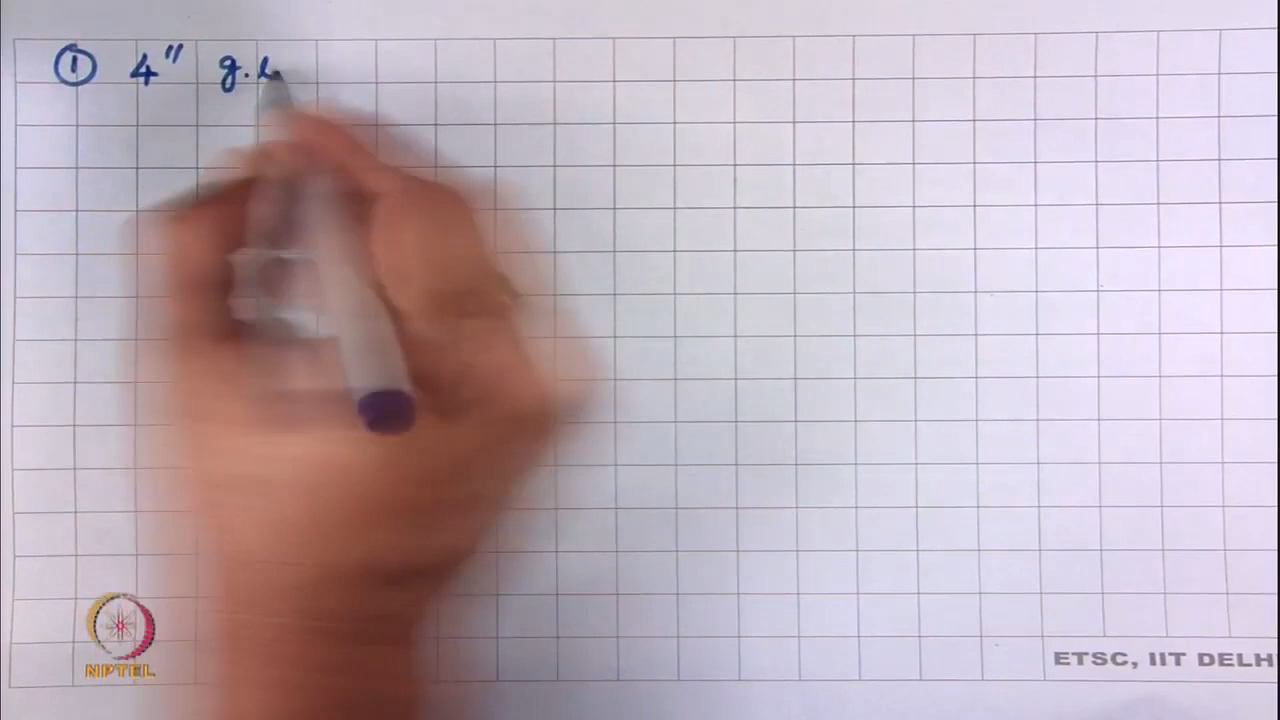 ① 4" g.i
NPTEL
ETSC, IIT DELH